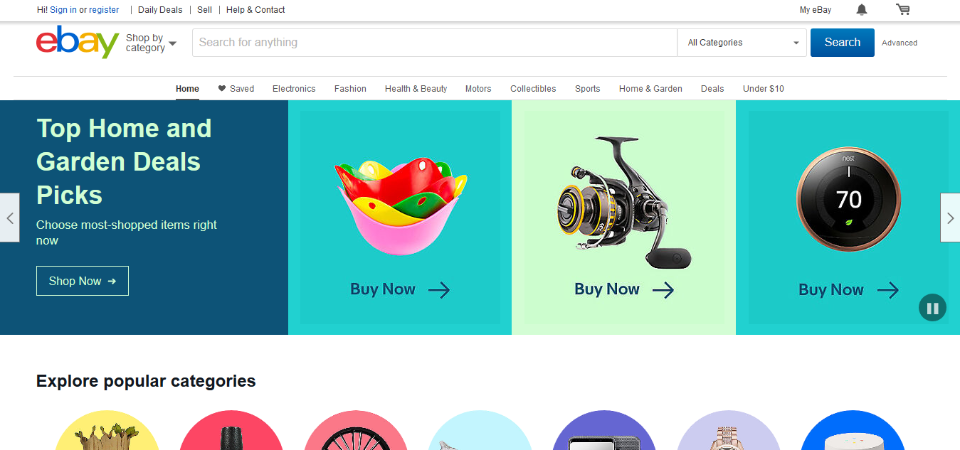 Hi! Sign in or register | Daily Deals | Sell | Help & Contact My eBay
ebay
Shop by
category
Search for anything All Categories Search Advanced
Home Saved Electronics Fashion Health & Beauty Motors Collectibles Sports Home & Garden Deals Under $10
Top Home and
Garden Deals
Picks
Choose most-shopped items right
now
Shop Now →
Buy Now →
Buy Now →
nest
70
Buy Now →
Explore popular categories